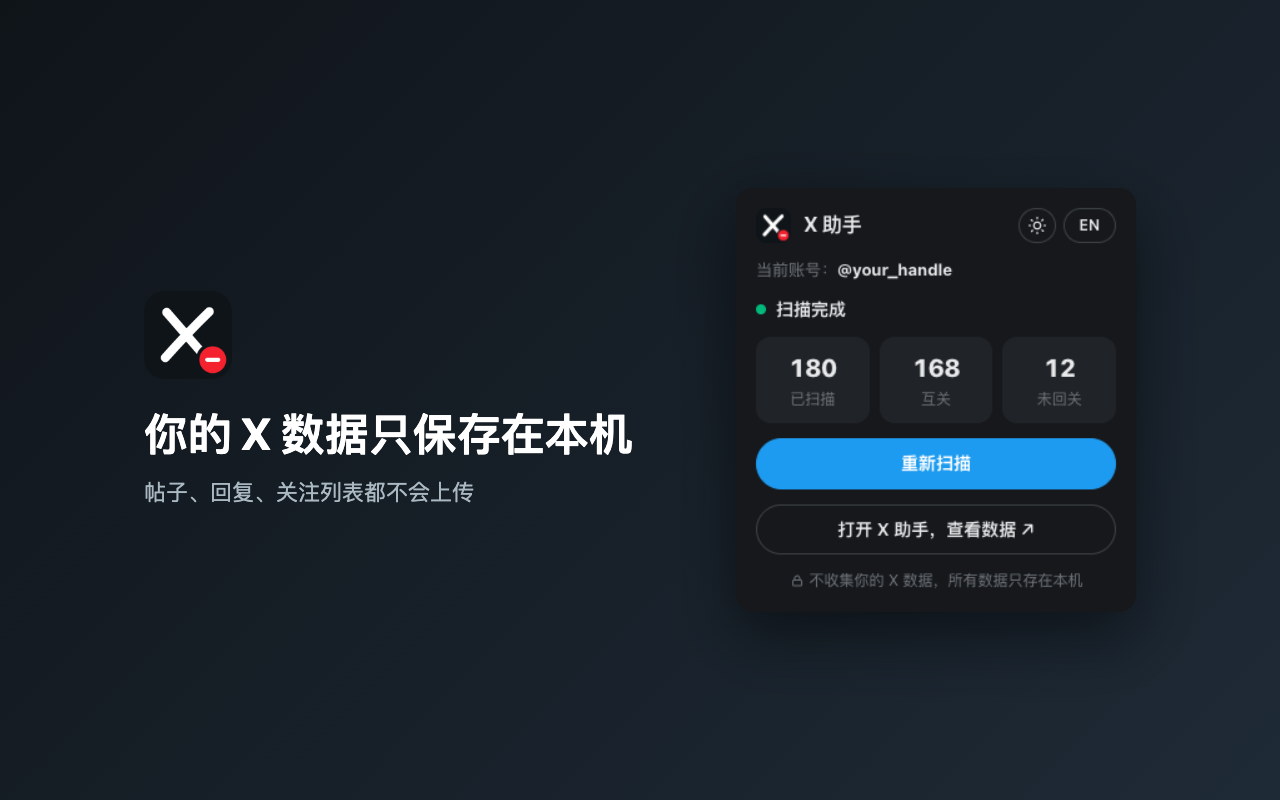 你的 X 数据只保存在本机
帖子、回复、关注列表都不会上传
X 助手
EN
当前账号：@your_handle
扫描完成
180
已扫描
168
互关
12
未回关
重新扫描
打开 X 助手，查看数据 ↗
不收集你的 X 数据，所有数据只存在本机